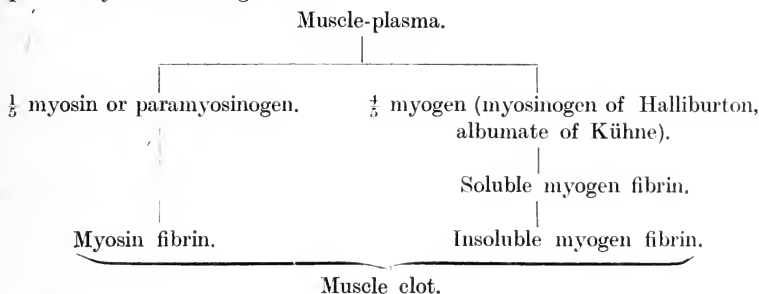 Muscle-plasma.
⅕ myosin or paramyosinogen.
⅘ myogen (myosinogen of Halliburton,
albumate of Kühne).
Soluble myogen fibrin.
Myosin fibrin.
Insoluble myogen fibrin.
Muscle clot.